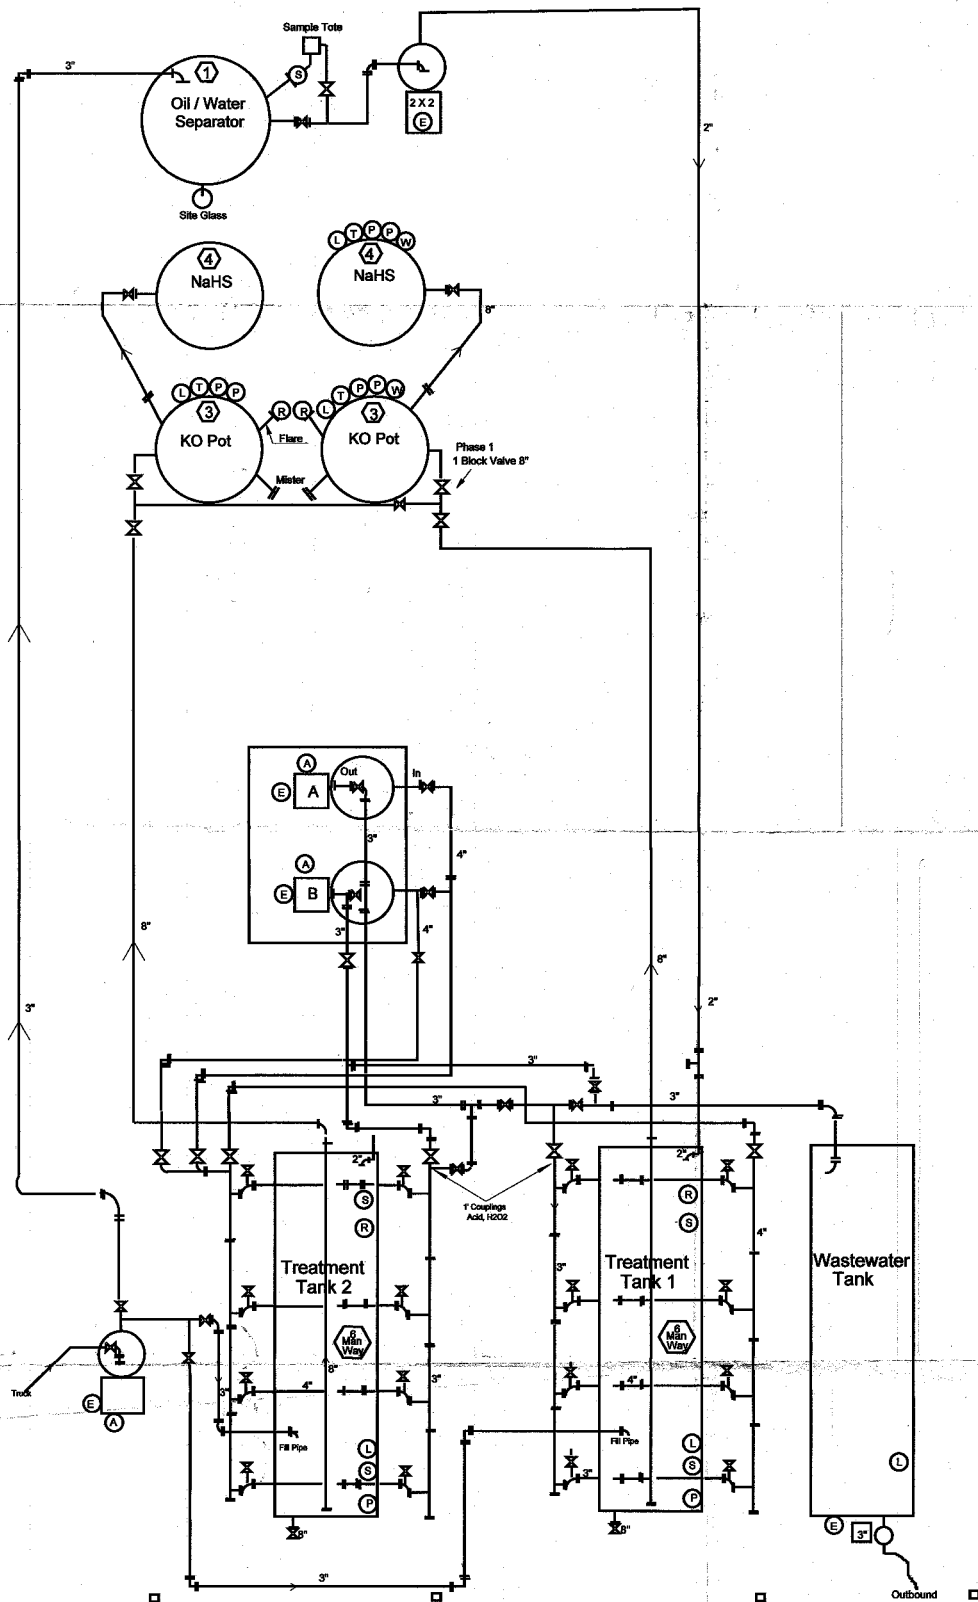 Sample Tote
3"
1
S
Oil / Water
Separator
2 X 2
E
2"
Site Glass
L T P P W
4
NaHS
4
NaHS
8"
L T P P
3
KO Pot
R R
Flare
L T P P W
3
KO Pot
Mister
Phase 1
1 Block Valve 8"
A
Out
In
E
A
3"
4"
A
E
B
3"
4"
8"
8"
3"
2"
3"
3"
3"
2"
2"
S
R
1" Couplings
Acid, H2O2
R
S
4"
Treatment
Tank 2
3"
Treatment
Tank 1
Wastewater
Tank
6
Man
Way
6
Man
Way
8"
Truck
3"
4"
3"
4"
E
A
Fill Pipe
Fill Pipe
L
S
P
3"
L
S
P
L
8"
8"
E
3"
3"
Outbound